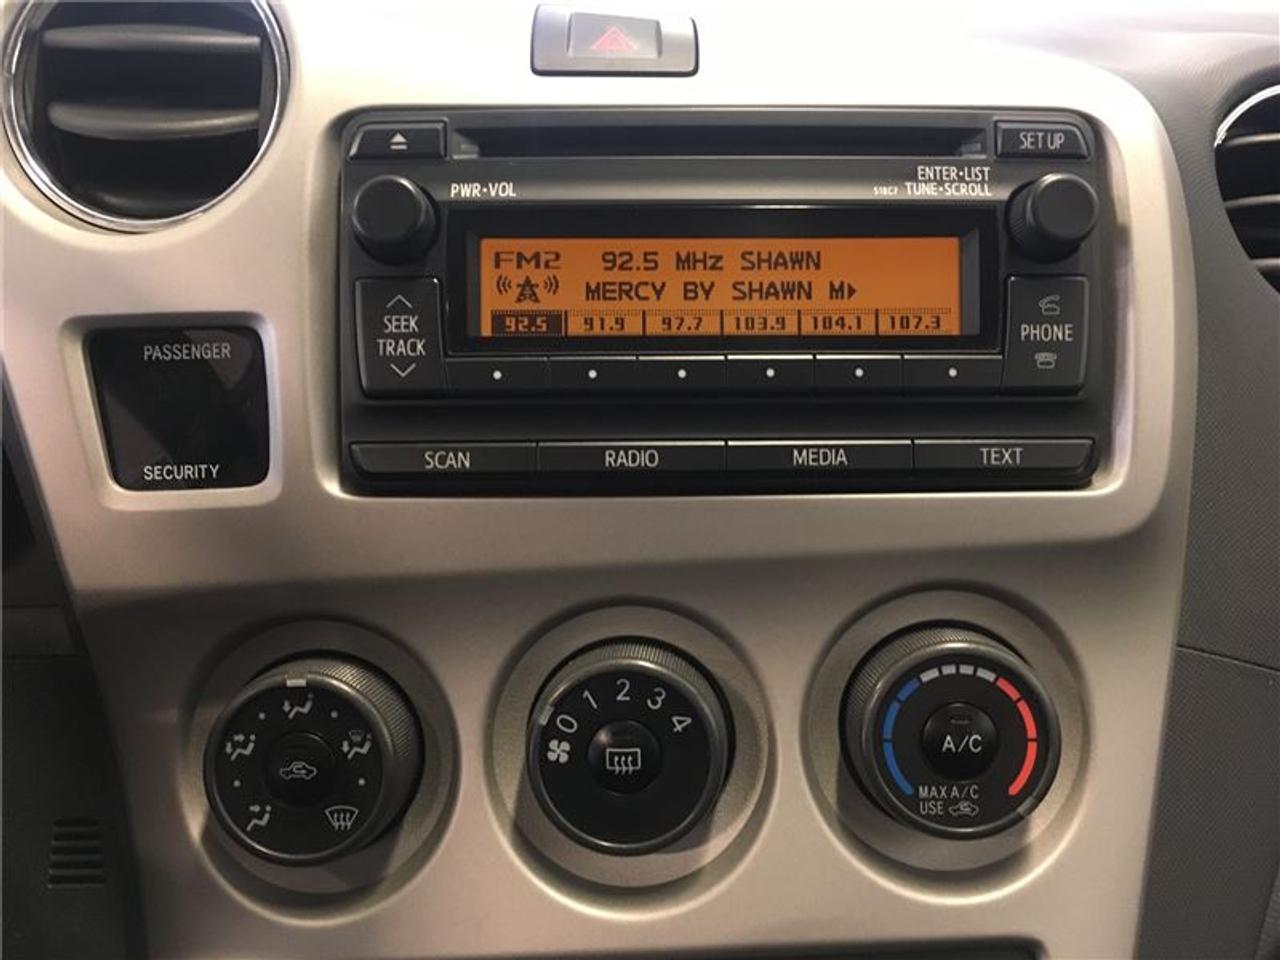 SET UP
ENTER•LIST
PWR•VOL
518C7 TUNE•SCROLL
FM2 92.5 MHz SHAWN
MERCY BY SHAWN M
92.5 91.9 97.7 103.9 104.1 107.3
SEEK
TRACK
PHONE
PASSENGER
SECURITY
SCAN RADIO MEDIA TEXT
0 1 2 3 4
A/C
MAX A/C
USE